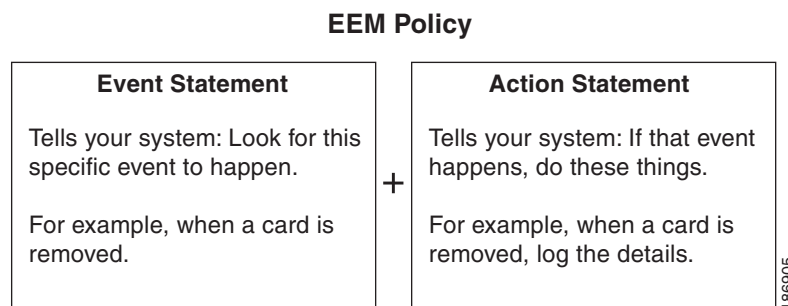 EEM Policy
Event Statement
Tells your system: Look for this
specific event to happen.
For example, when a card is
removed.
+
Action Statement
Tells your system: If that event
happens, do these things.
For example, when a card is
removed, log the details.
186905